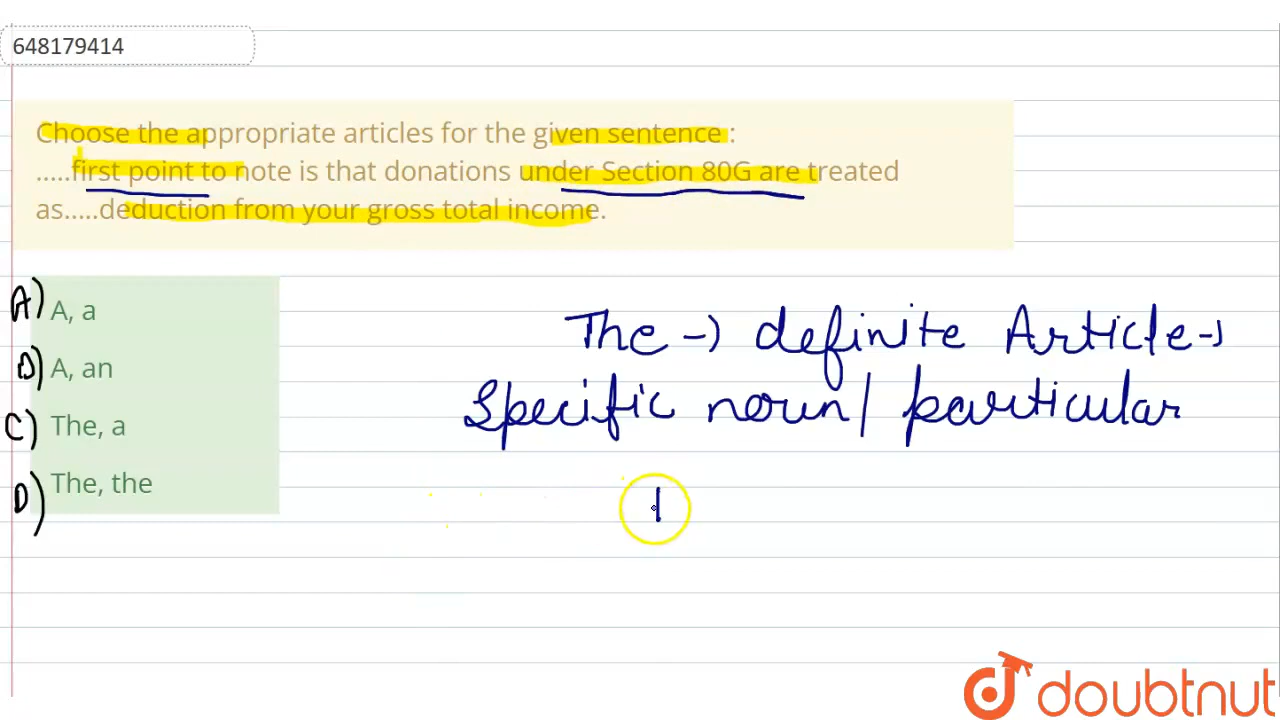 648179414
Choose the appropriate articles for the given sentence :
.....first point to note is that donations under Section 80G are treated
as.....deduction from your gross total income.
A) A, a
B) A, an
C) The, a
D) The, the
The → definite Article →
Specific noun / particular
doubtnut